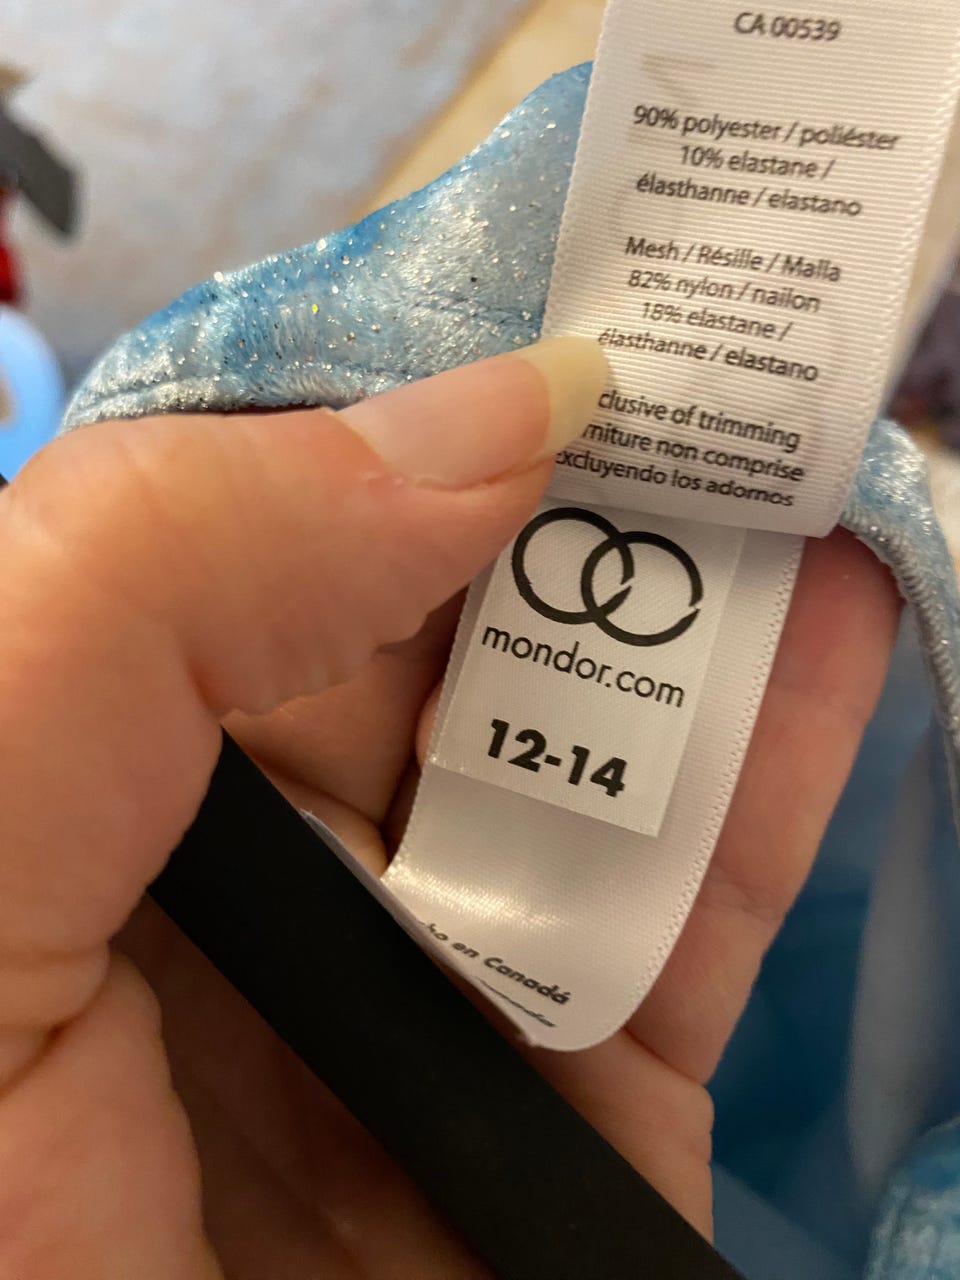 CA 00539
90% polyester / poliéster
10% elastane /
élasthanne / elastano
Mesh / Résille / Malla
82% nylon / nailon
18% elastane /
élasthanne / elastano
clusive of trimming
rniture non comprise
excluyendo los adornos
mondor.com
12-14
ho en Canadá